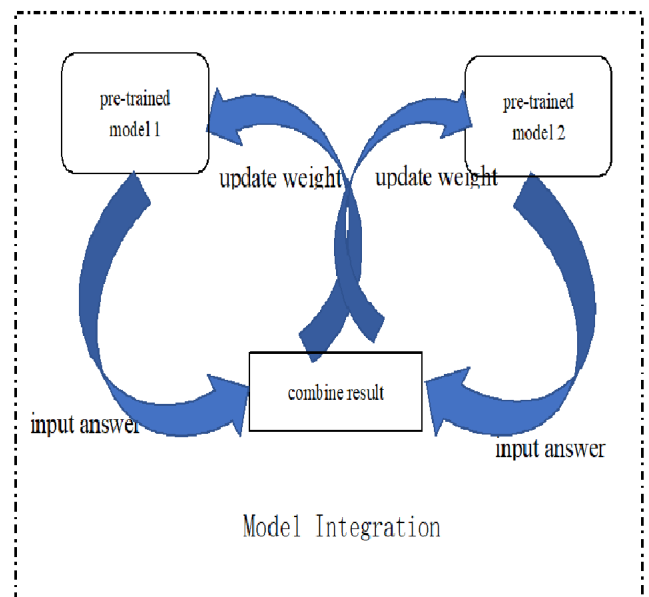 pre-trained
model 1
pre-trained
model 2
update weight
update weight
combine result
input answer
input answer
Model Integration